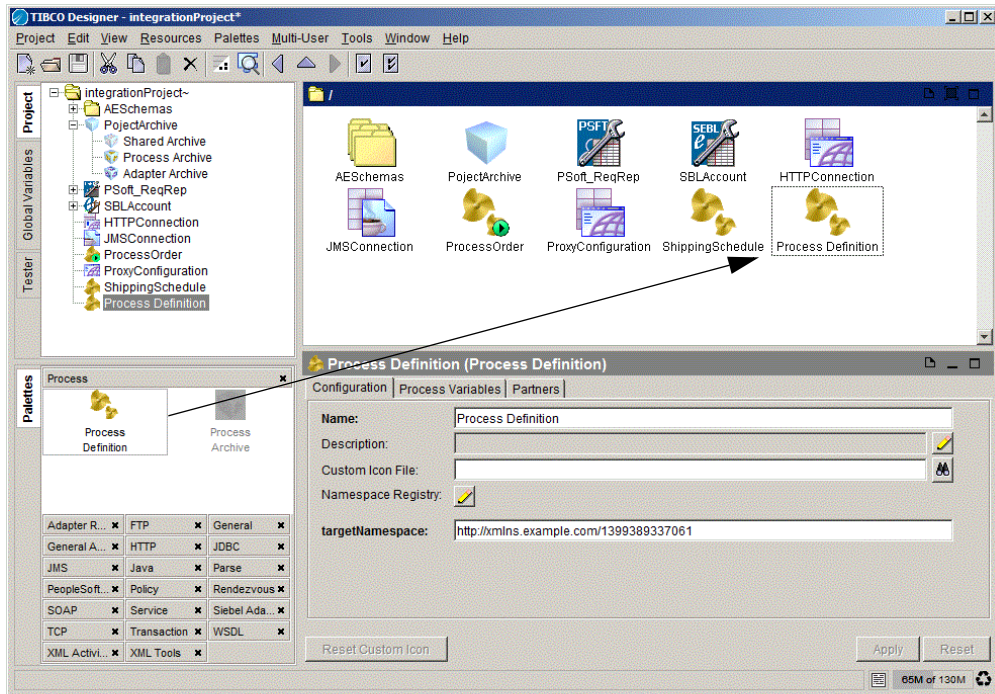 TIBCO Designer - integrationProject*
Project Edit View Resources Palettes Multi-User Tools Window Help
Project
Global Variables
Tester
integrationProject~
AESchemas
PojectArchive
Shared Archive
Process Archive
Adapter Archive
PSoft_ReqRep
SBLAccount
HTTPConnection
JMSConnection
ProcessOrder
ProxyConfiguration
ShippingSchedule
Process Definition
/
PSFT SEBL
AESchemas PojectArchive PSoft_ReqRep SBLAccount HTTPConnection
JMSConnection ProcessOrder ProxyConfiguration ShippingSchedule Process Definition
Palettes
Process
Process Definition
Process Archive
Adapter R... FTP General
General A... HTTP JDBC
JMS Java Parse
PeopleSoft... Policy Rendezvous
SOAP Service Siebel Ada...
TCP Transaction WSDL
XML Activi... XML Tools
Process Definition (Process Definition)
Configuration Process Variables Partners
Name: Process Definition
Description:
Custom Icon File:
Namespace Registry:
targetNamespace: http://xmlns.example.com/1399389337061
Reset Custom Icon Apply Reset
65M of 130M